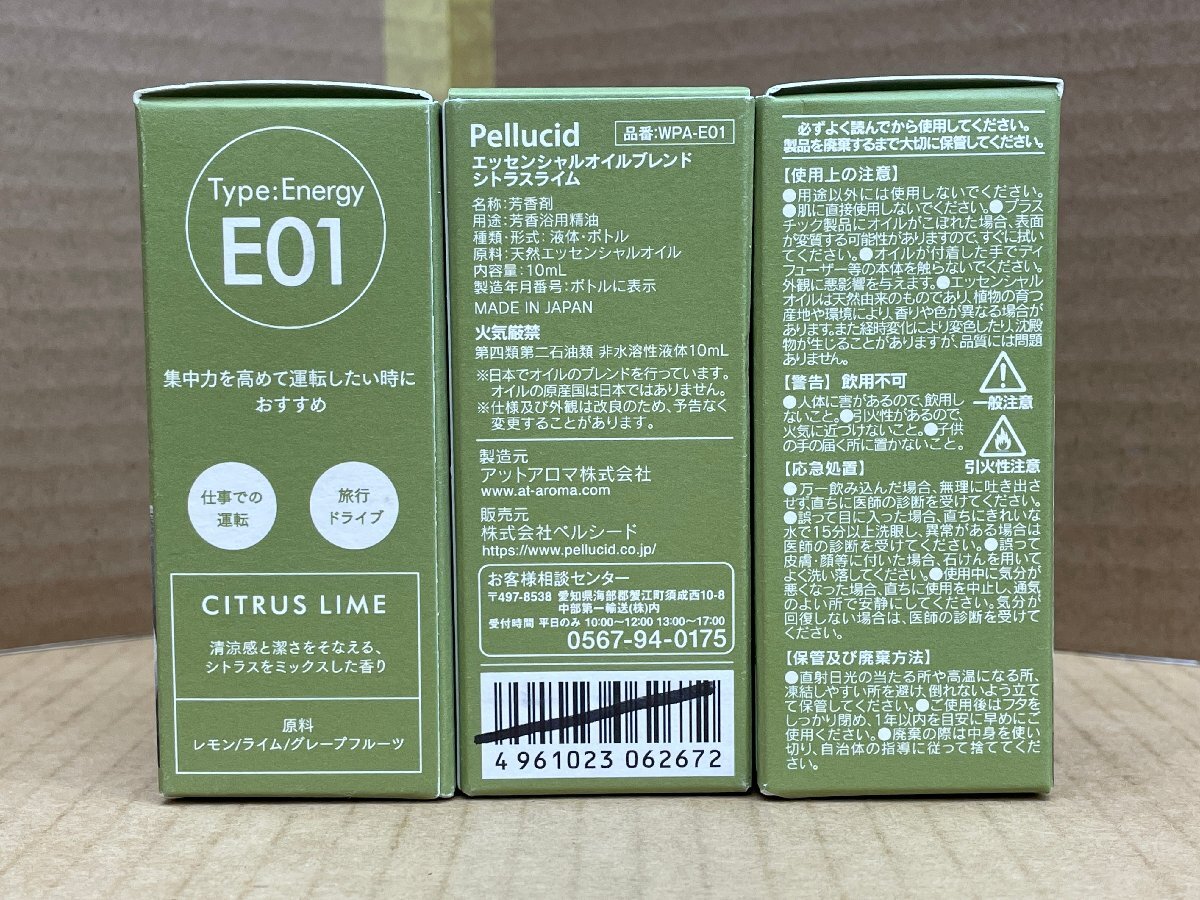 Type:Energy
E01
集中力を高めて運転したい時に
おすすめ
仕事での
運転
旅行
ドライブ
CITRUS LIME
清涼感と潔さをそなえる、
シトラスをミックスした香り
原料
レモン/ライム/グレープフルーツ
Pellucid
品番:WPA-E01
エッセンシャルオイルブレンド
シトラスライム
名称:芳香剤
用途:芳香浴用精油
種類・形式:液体・ボトル
原料:天然エッセンシャルオイル
内容量:10mL
製造年月番号:ボトルに表示
MADE IN JAPAN
火気厳禁
第四類第二石油類 非水溶性液体10mL
※日本でオイルのブレンドを行っています。
オイルの原産国は日本ではありません。
※仕様及び外観は改良のため、予告なく
変更することがあります。
製造元
アットアロマ株式会社
www.at-aroma.com
販売元
株式会社ペルシード
https://www.pellucid.co.jp/
お客様相談センター
〒497-8538 愛知県海部郡蟹江町須成西10-8
中部第一輸送(株)内
受付時間 平日のみ 10:00〜12:00 13:00〜17:00
0567-94-0175
4 961023 062672
必ずよく読んでから使用してください。
製品を廃棄するまで大切に保管してください。
【使用上の注意】
●用途以外には使用しないでください。
●肌に直接使用しないでください。●プラス
チック製品にオイルがこぼれた場合、表面
が変質する可能性がありますので、すぐに拭い
てください。●オイルが付着した手でディ
フューザー等の本体を触らないでください。
外観に悪影響を与えます。●エッセンシャル
オイルは天然由来のものであり、植物の育つ
産地や環境により、香りや色が異なる場合が
あります。また経時変化により変色したり、沈殿
物が生じることがありますが、品質には問題
ありません。
【警告】飲用不可
●人体に害があるので、飲用し
ないこと。●引火性があるので、
火気に近づけないこと。●子供
の手の届く所に置かないこと。
一般注意
引火性注意
【応急処置】
●万一飲み込んだ場合、無理に吐き出さ
せず、直ちに医師の診断を受けてください。
●誤って目に入った場合、直ちにきれいな
水で15分以上洗眼し、異常がある場合は
医師の診断を受けてください。●誤って
皮膚・顔等に付いた場合、石けんを用いて
よく洗い落してください。●使用中に気分が
悪くなった場合、直ちに使用を中止し、通気
のよい所で安静にしてください。気分が
回復しない場合は、医師の診断を受けて
ください。
【保管及び廃棄方法】
●直射日光の当たる所や高温になる所、
凍結しやすい所を避け、倒れないよう立て
て保管してください。●ご使用後はフタを
しっかり閉め、1年以内を目安に早めにご
使用ください。●廃棄の際は中身を使い
切り、自治体の指導に従って捨ててくだ
さい。